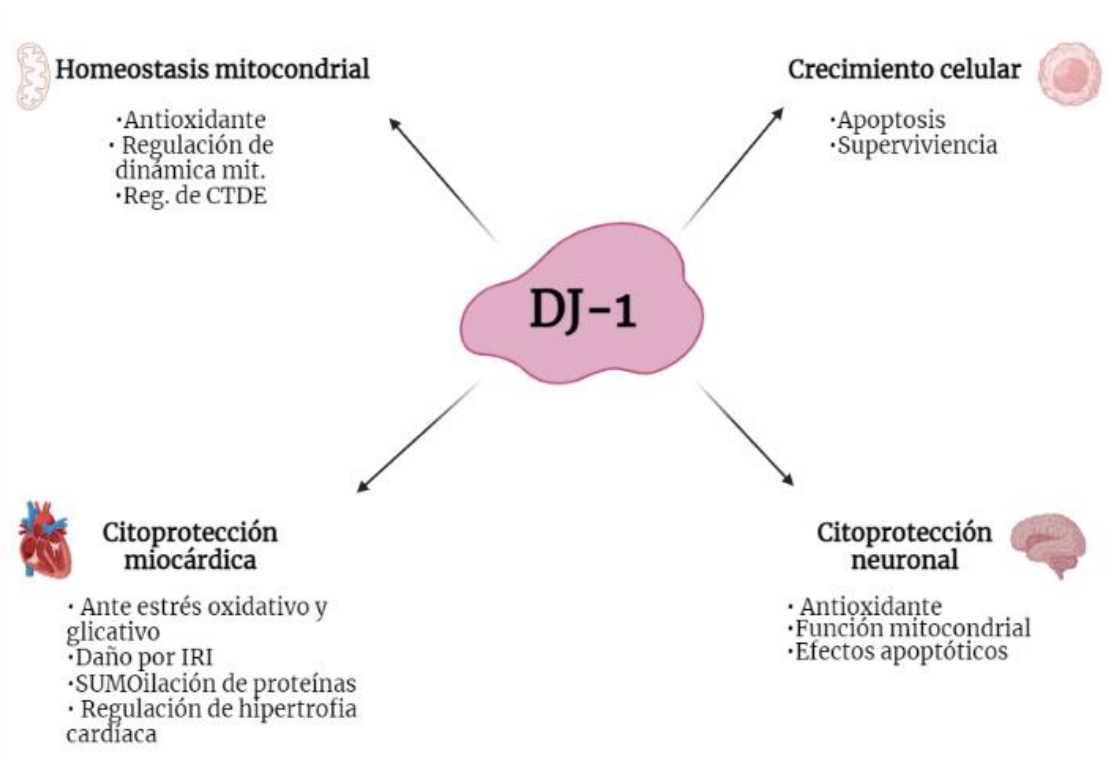 Homeostasis mitocondrial
·Antioxidante
· Regulación de
dinámica mit.
·Reg. de CTDE
Crecimiento celular
·Apoptosis
·Superviviencia
DJ-1
Citoprotección
miocárdica
· Ante estrés oxidativo y
glicativo
·Daño por IRI
·SUMOilación de proteínas
· Regulación de hipertrofia
cardíaca
Citoprotección
neuronal
· Antioxidante
·Función mitocondrial
·Efectos apoptóticos